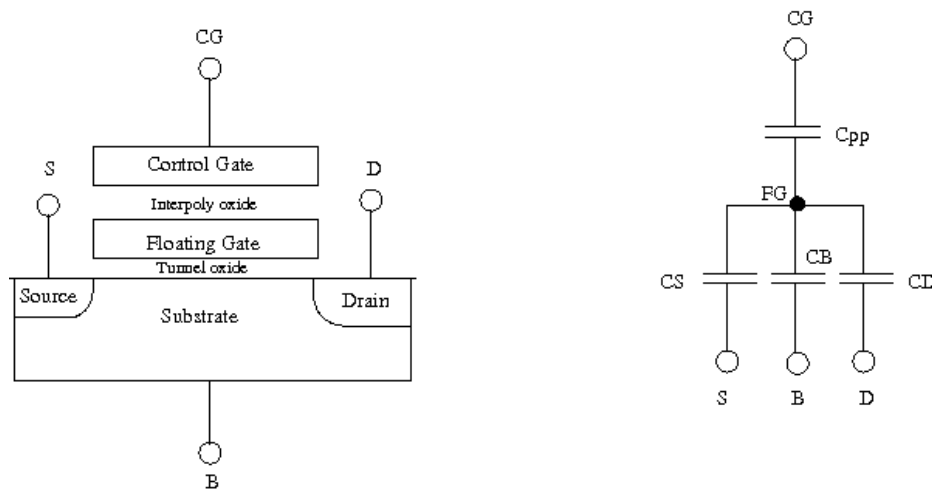 CG
S
D
Control Gate
Interpoly oxide
Floating Gate
Tunnel oxide
Source
Drain
Substrate
B
CG
Cpp
FG
CS
CB
CD
S
B
D